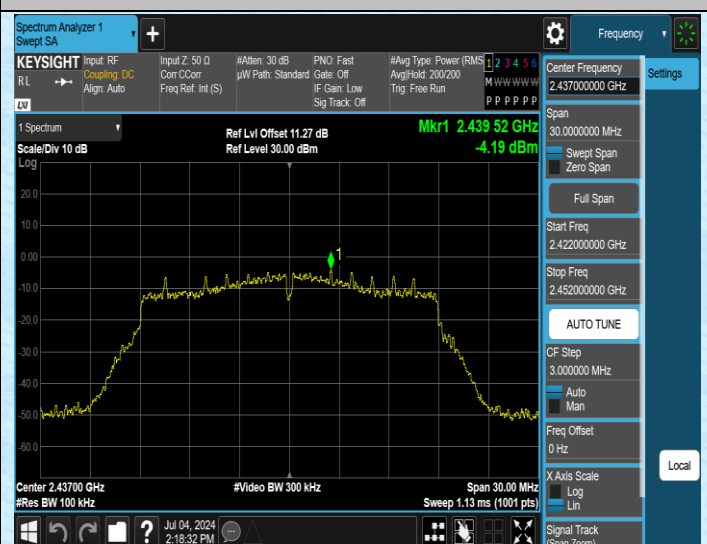 Spectrum Analyzer 1
Swept SA
+
Frequency
KEYSIGHT
RL
LXI
Input: RF
Coupling: DC
Align: Auto
Input Z: 50 Ω
Corr CCorr
Freq Ref: Int (S)
#Atten: 30 dB
µW Path: Standard
PNO: Fast
Gate: Off
IF Gain: Low
Sig Track: Off
#Avg Type: Power (RMS
Avg|Hold: 200/200
Trig: Free Run
1 2 3 4 5 6
M W W W W W
P P P P P P
Center Frequency
2.437000000 GHz
Settings
Span
30.0000000 MHz
Swept Span
Zero Span
Full Span
Start Freq
2.422000000 GHz
Stop Freq
2.452000000 GHz
AUTO TUNE
CF Step
3.000000 MHz
Auto
Man
Freq Offset
0 Hz
X Axis Scale
Log
Lin
Signal Track
(Span Zoom)
Local
1 Spectrum
Scale/Div 10 dB
Log
Ref Lvl Offset 11.27 dB
Ref Level 30.00 dBm
Mkr1 2.439 52 GHz
-4.19 dBm
20.0
10.0
0.00
-10.0
-20.0
-30.0
-40.0
-50.0
-60.0
1
Center 2.43700 GHz
#Res BW 100 kHz
#Video BW 300 kHz
Span 30.00 MHz
Sweep 1.13 ms (1001 pts)
?
Jul 04, 2024
2:18:32 PM